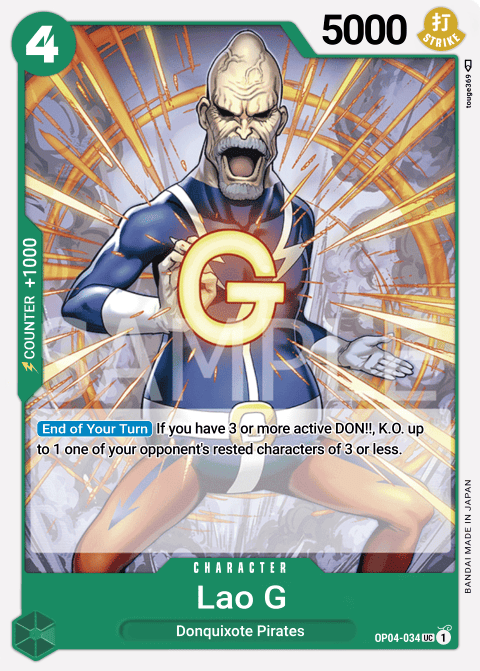 4
5000
打
STRIKE
touge369
COUNTER +1000
G
SAMPLE
End of Your Turn If you have 3 or more active DON!!, K.O. up
to 1 one of your opponent's rested characters of 3 or less.
BANDAI MADE IN JAPAN
CHARACTER
Lao G
Donquixote Pirates
OP04-034 UC 1